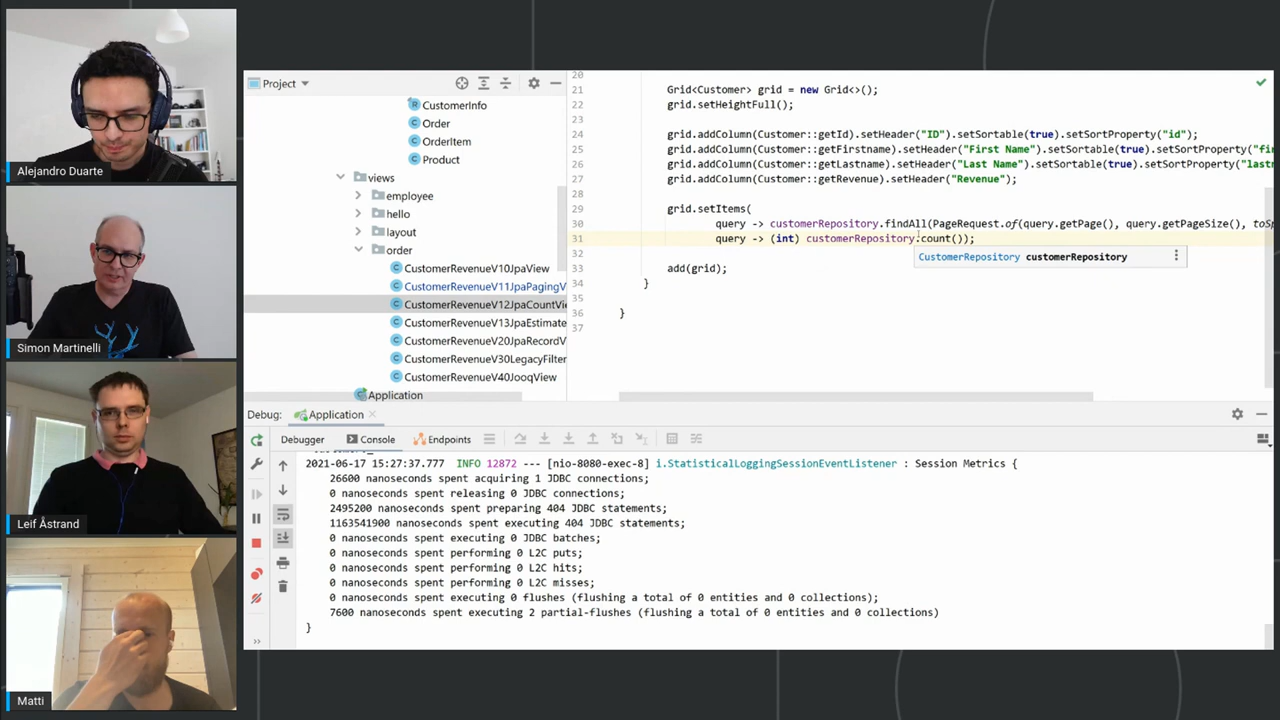 Alejandro Duarte
Simon Martinelli
Leif Åstrand
Matti
Project
CustomerInfo
Order
OrderItem
Product
views
employee
hello
layout
order
CustomerRevenueV10JpaView
CustomerRevenueV11JpaPagingV
CustomerRevenueV12JpaCountVi
CustomerRevenueV13JpaEstimate
CustomerRevenueV20JpaRecordV
CustomerRevenueV30LegacyFilter
CustomerRevenueV40JooqView
Application
20
21 Grid<Customer> grid = new Grid<>();
22 grid.setHeightFull();
23
24 grid.addColumn(Customer::getId).setHeader("ID").setSortable(true).setSortProperty("id");
25 grid.addColumn(Customer::getFirstname).setHeader("First Name").setSortable(true).setSortProperty("fi
26 grid.addColumn(Customer::getLastname).setHeader("Last Name").setSortable(true).setSortProperty("last
27 grid.addColumn(Customer::getRevenue).setHeader("Revenue");
28
29 grid.setItems(
30 query -> customerRepository.findAll(PageRequest.of(query.getPage(), query.getPageSize(), toSp
31 query -> (int) customerRepository.count());
32
CustomerRepository customerRepository
33 add(grid);
34 }
35
36 }
37
Debug: Application
Debugger Console Endpoints
2021-06-17 15:27:37.777 INFO 12872 --- [nio-8080-exec-8] i.StatisticalLoggingSessionEventListener : Session Metrics {
26600 nanoseconds spent acquiring 1 JDBC connections;
0 nanoseconds spent releasing 0 JDBC connections;
2495200 nanoseconds spent preparing 404 JDBC statements;
1163541900 nanoseconds spent executing 404 JDBC statements;
0 nanoseconds spent executing 0 JDBC batches;
0 nanoseconds spent performing 0 L2C puts;
0 nanoseconds spent performing 0 L2C hits;
0 nanoseconds spent performing 0 L2C misses;
0 nanoseconds spent executing 0 flushes (flushing a total of 0 entities and 0 collections);
7600 nanoseconds spent executing 2 partial-flushes (flushing a total of 0 entities and 0 collections)
}